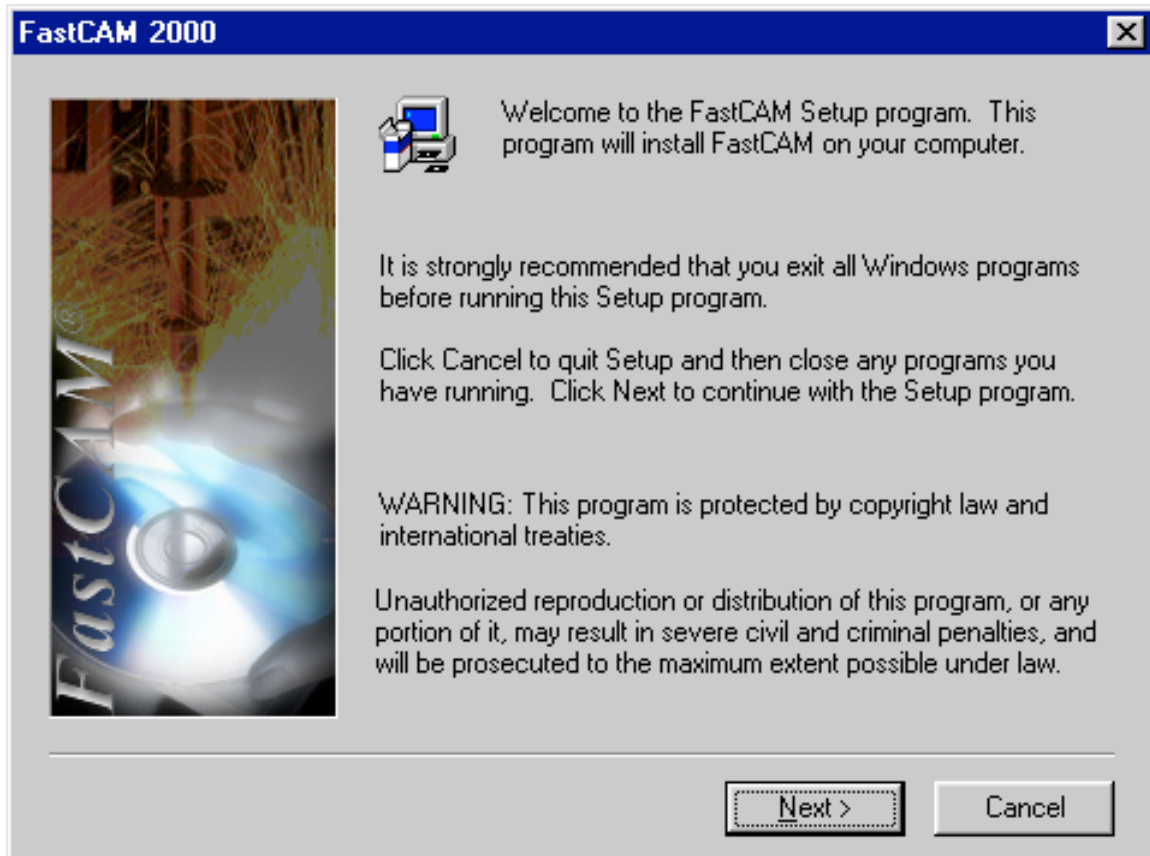 FastCAM 2000
Welcome to the FastCAM Setup program.  This
program will install FastCAM on your computer.
It is strongly recommended that you exit all Windows programs
before running this Setup program.
Click Cancel to quit Setup and then close any programs you
have running.  Click Next to continue with the Setup program.
WARNING: This program is protected by copyright law and
international treaties.
Unauthorized reproduction or distribution of this program, or any
portion of it, may result in severe civil and criminal penalties, and
will be prosecuted to the maximum extent possible under law.
FastCAM®
Next >
Cancel